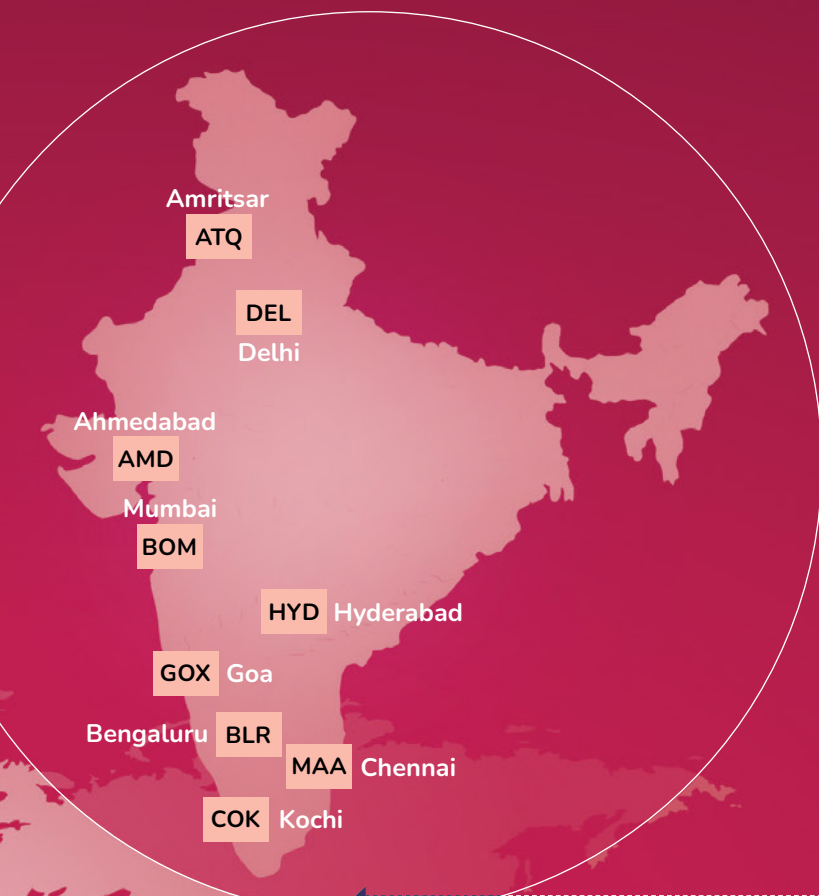 Amritsar
ATQ
DEL
Delhi
Ahmedabad
AMD
Mumbai
BOM
HYD Hyderabad
GOX Goa
Bengaluru BLR
MAA Chennai
COK Kochi